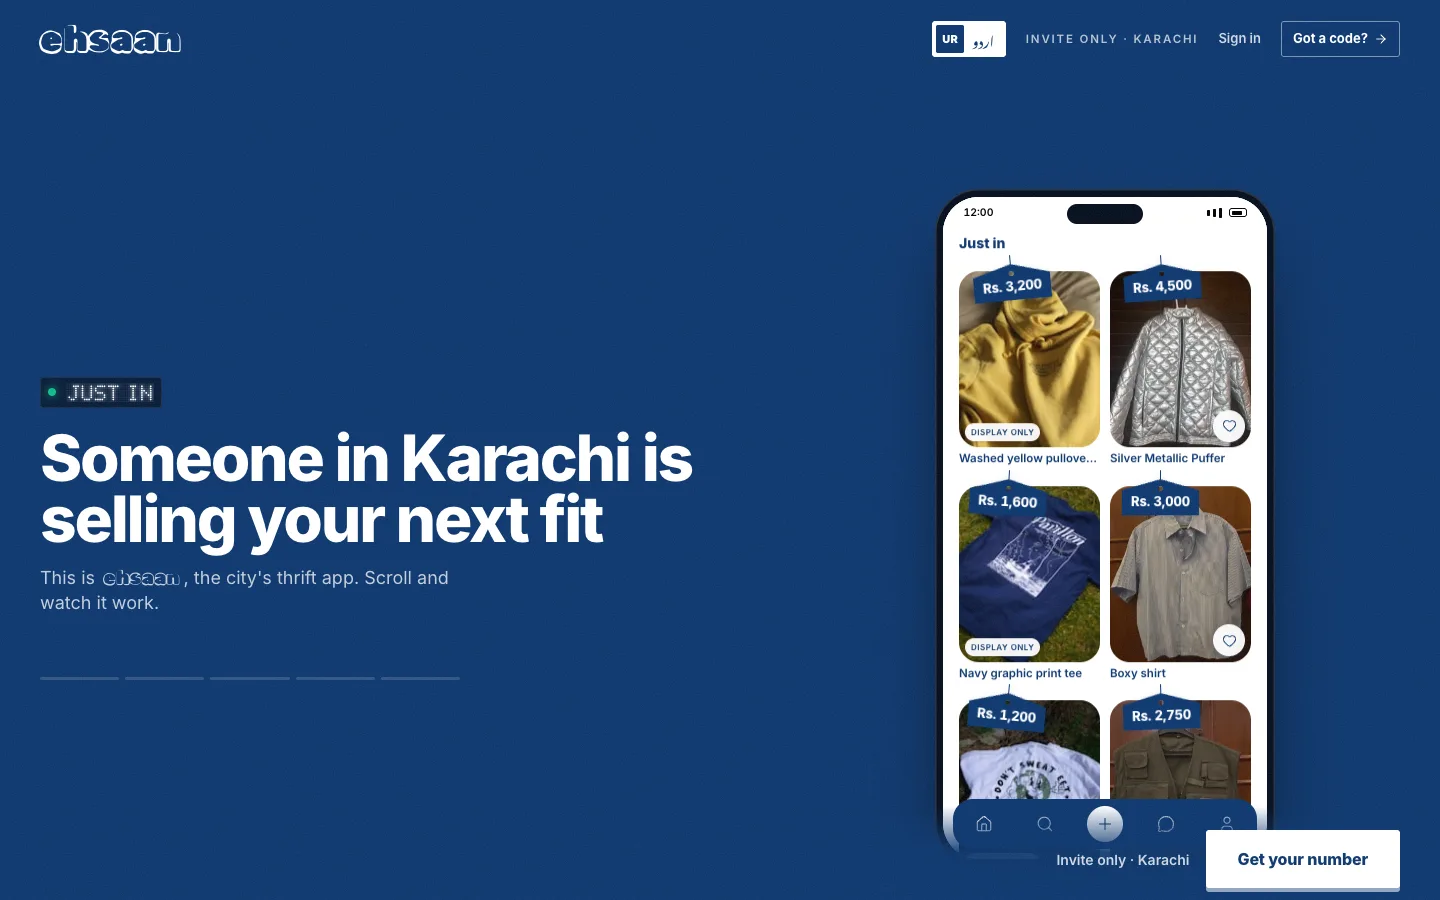 ehsaan
UR اردو
INVITE ONLY · KARACHI
Sign in
Got a code? →
JUST IN
Someone in Karachi is
selling your next fit
This is ehsaan, the city's thrift app. Scroll and
watch it work.
12:00
Just in
Rs. 3,200
Rs. 4,500
DISPLAY ONLY
Washed yellow pullove...
Silver Metallic Puffer
Rs. 1,600
Rs. 3,000
Pavilion
DISPLAY ONLY
Navy graphic print tee
Boxy shirt
Rs. 1,200
Rs. 2,750
DON'T SWEAT
Invite only · Karachi
Get your number